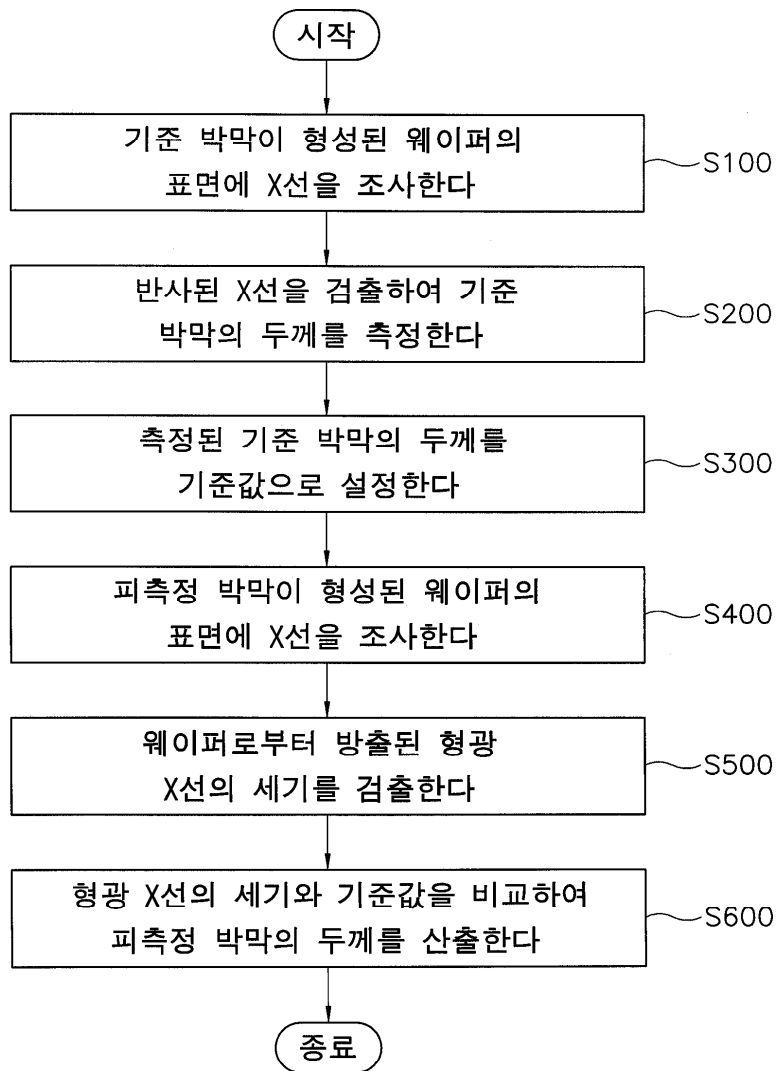 시작
기준 박막이 형성된 웨이퍼의
표면에 X선을 조사한다
S100
반사된 X선을 검출하여 기준
박막의 두께를 측정한다
S200
측정된 기준 박막의 두께를
기준값으로 설정한다
S300
피측정 박막이 형성된 웨이퍼의
표면에 X선을 조사한다
S400
웨이퍼로부터 방출된 형광
X선의 세기를 검출한다
S500
형광 X선의 세기와 기준값을 비교하여
피측정 박막의 두께를 산출한다
S600
종료